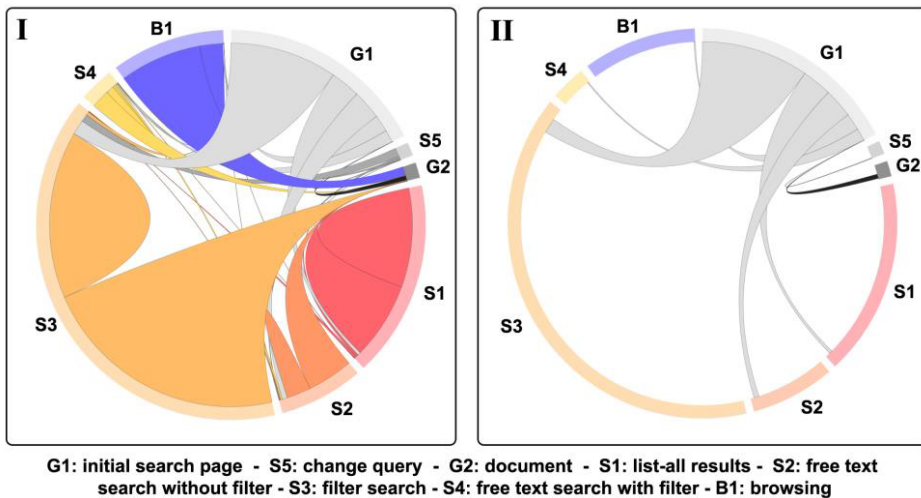 I
B1
S4
G1
S5
G2
S1
S2
S3
II
B1
S4
G1
S5
G2
S1
S2
S3
G1: initial search page - S5: change query - G2: document - S1: list-all results - S2: free text
search without filter - S3: filter search - S4: free text search with filter - B1: browsing